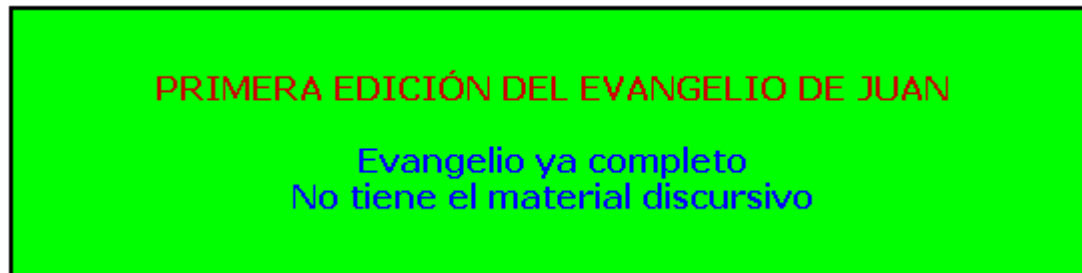 PRIMERA EDICIÓN DEL EVANGELIO DE JUAN
Evangelio ya completo
No tiene el material discursivo